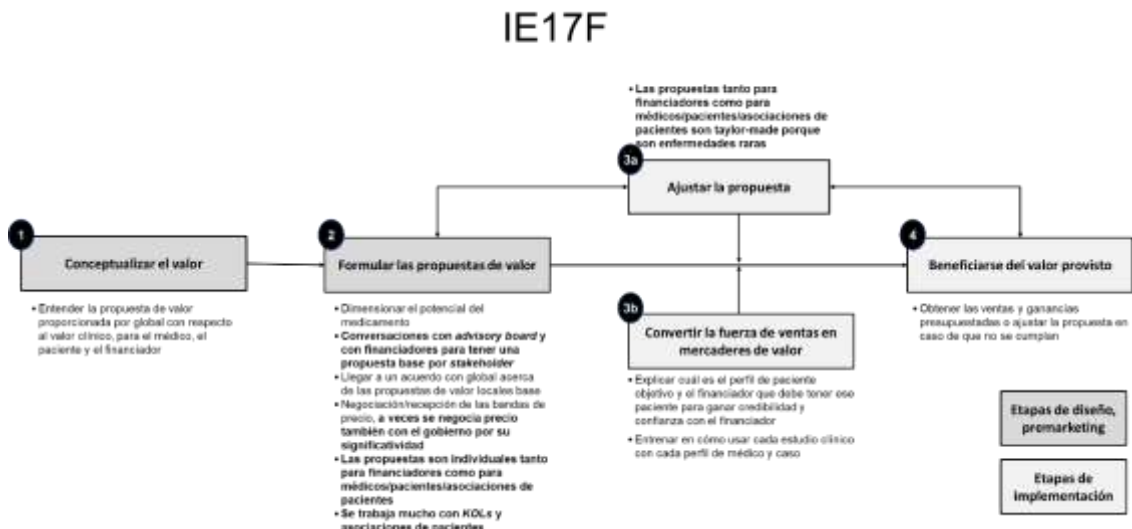 IE17F
• Las propuestas tanto para
financiadores como para
médicos/pacientes/asociaciones de
pacientes son taylor-made porque
son enfermedades raras
3a
Ajustar la propuesta
1
Conceptualizar el valor
• Entender la propuesta de valor
proporcionada por global con respecto
al valor clínico, para el médico, el
paciente y el financiador
2
Formular las propuestas de valor
• Dimensionar el potencial del
medicamento
• Conversaciones con advisory board y
con financiadores para tener una
propuesta base por stakeholder
• Llegar a un acuerdo con global acerca
de las propuestas de valor locales base
• Negociación/recepción de las bandas de
precio, a veces se negocia precio
también con el gobierno por su
significatividad
• Las propuestas son individuales tanto
para financiadores como para
médicos/pacientes/asociaciones de
pacientes
• Se trabaja mucho con KOLs y
asociaciones de pacientes
3b
Convertir la fuerza de ventas en
mercaderes de valor
• Explicar cuál es el perfil de paciente
objetivo y el financiador que debe tener ese
paciente para ganar credibilidad y
confianza con el financiador
• Entrenar en cómo usar cada estudio clínico
con cada perfil de médico y caso
4
Beneficiarse del valor provisto
• Obtener las ventas y ganancias
presupuestadas o ajustar la propuesta en
caso de que no se cumplan
Etapas de diseño,
premarketing
Etapas de
implementación